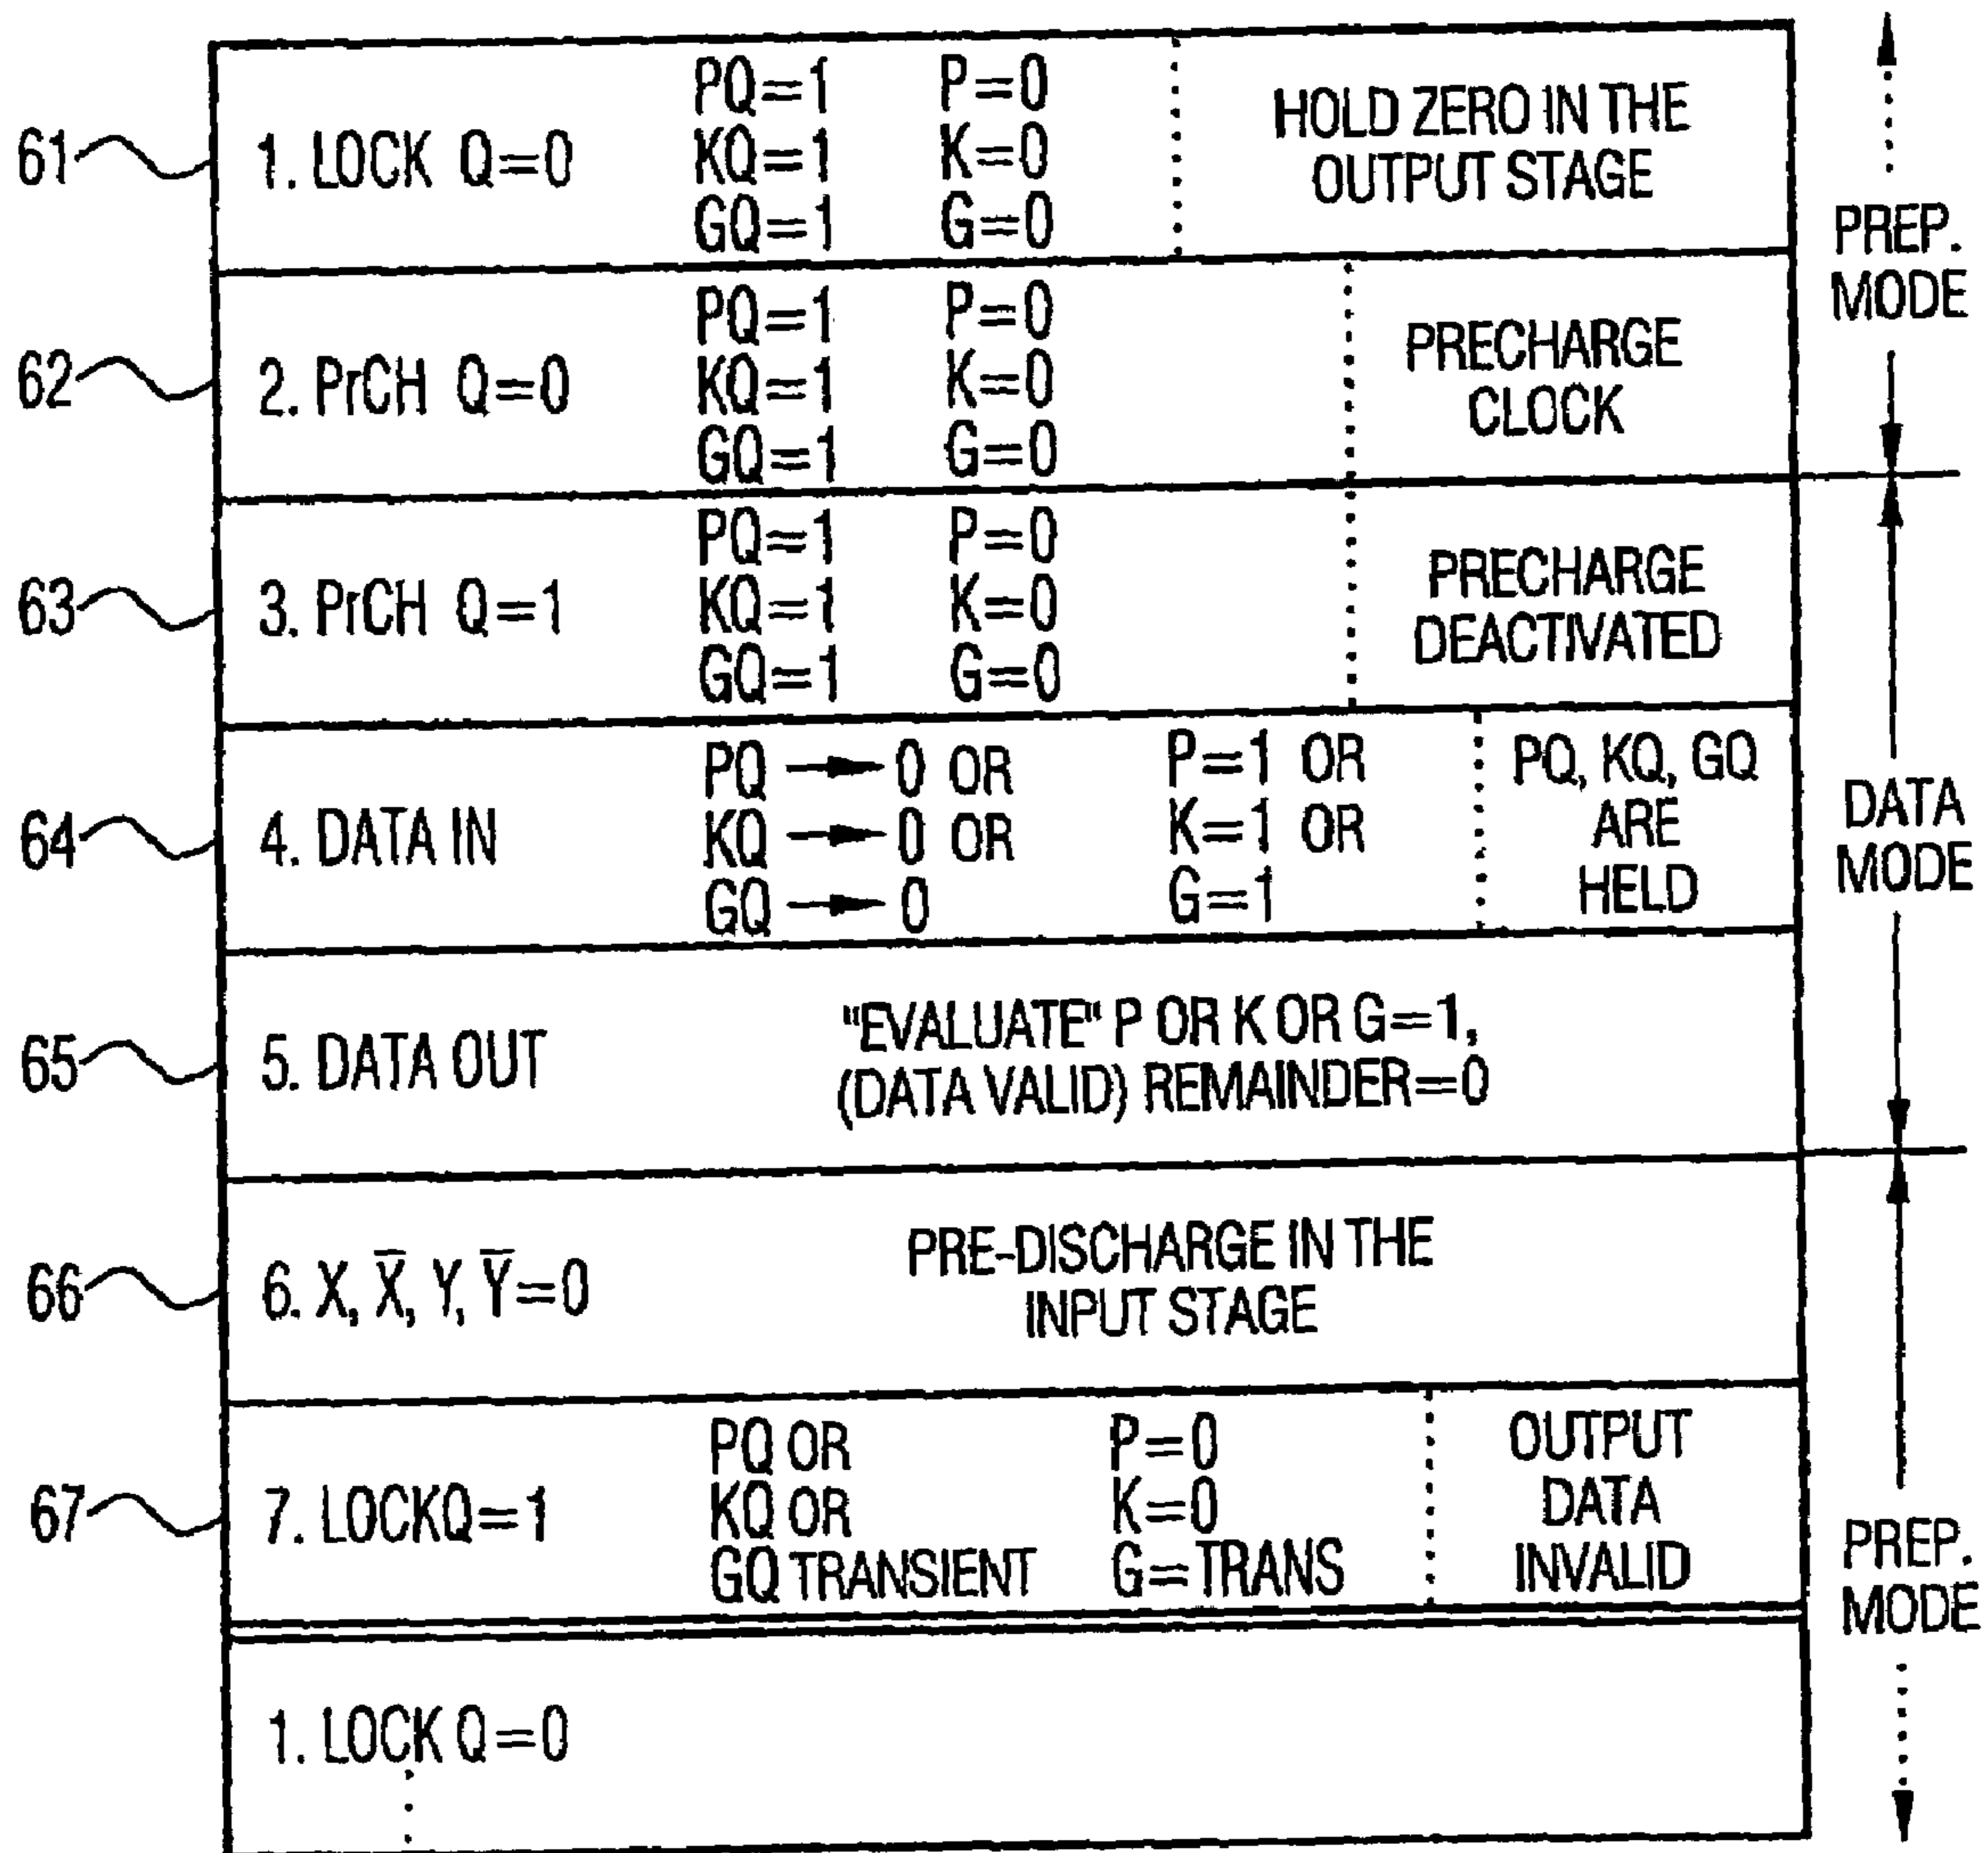 61
1. LOCK Q=0
PQ=1 P=0
KQ=1 K=0
GQ=1 G=0
HOLD ZERO IN THE
OUTPUT STAGE
PREP.
MODE
62
2. PrCH Q=0
PQ=1 P=0
KQ=1 K=0
GQ=1 G=0
PRECHARGE
CLOCK
63
3. PrCH Q=1
PQ=1 P=0
KQ=1 K=0
GQ=1 G=0
PRECHARGE
DEACTIVATED
64
4. DATA IN
PQ → 0 OR P=1 OR
KQ → 0 OR K=1 OR
GQ → 0 G=1
PQ, KQ, GQ
ARE
HELD
DATA
MODE
65
5. DATA OUT
"EVALUATE" P OR K OR G=1,
(DATA VALID) REMAINDER=0
66
6. X, X̅, Y, Y̅=0
PRE-DISCHARGE IN THE
INPUT STAGE
67
7. LOCKQ=1
PQ OR P=0
KQ OR K=0
GQ TRANSIENT G=TRANS
OUTPUT
DATA
INVALID
PREP.
MODE
1. LOCK Q=0